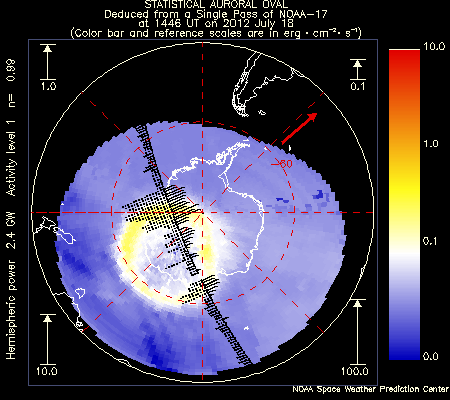 STATISTICAL AURORAL OVAL
Deduced from a Single Pass of NOAA-17
at 1446 UT on 2012 July 18
(Color bar and reference scales are in erg · cm⁻² · s⁻¹)
1.0
0.1
10.0
1.0
0.1
0.0
-60
10.0
100.0
Hemispheric power 2.4 GW Activity level 1 n= 0.99
NOAA Space Weather Prediction Center